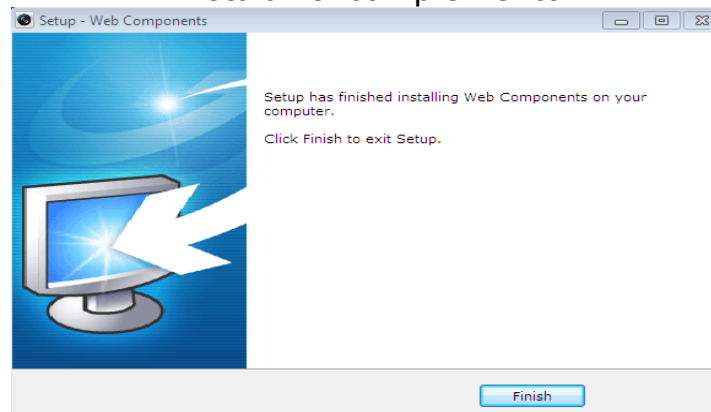 Setup - Web Components
Setup has finished installing Web Components on your
computer.
Click Finish to exit Setup.
Finish